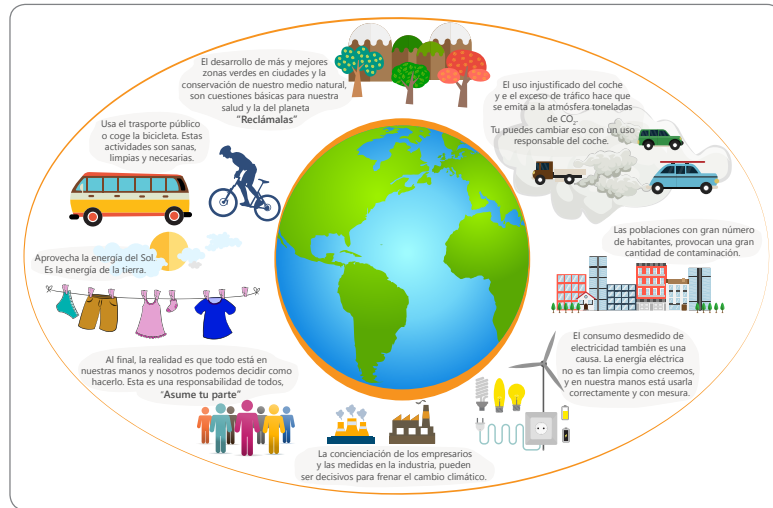 El desarrollo de más y mejores
zonas verdes en ciudades y la
conservación de nuestro medio natural,
son cuestiones básicas para nuestra
salud y la del planeta
"Reclámalas"
El uso injustificado del coche
y e el exceso de tráfico hace que
se emita a la atmósfera toneladas
de CO₂.
Tu puedes cambiar eso con un uso
responsable del coche.
Usa el trasporte público
o coge la bicicleta. Estas
actividades son sanas,
limpias y necesarias.
Las poblaciones con gran número
de habitantes, provocan una gran
cantidad de contaminación.
Aprovecha la energía del Sol.
Es la energía de la tierra.
El consumo desmedido de
electricidad también es una
causa. La energía eléctrica
no es tan limpia como creemos,
y en nuestra manos está usarla
correctamente y con mesura.
Al final, la realidad es que todo está en
nuestras manos y nosotros podemos decidir como
hacerlo. Esta es una responsabilidad de todos,
"Asume tu parte"
La concienciación de los empresarios
y las medidas en la industria, pueden
ser decisivos para frenar el cambio climático.